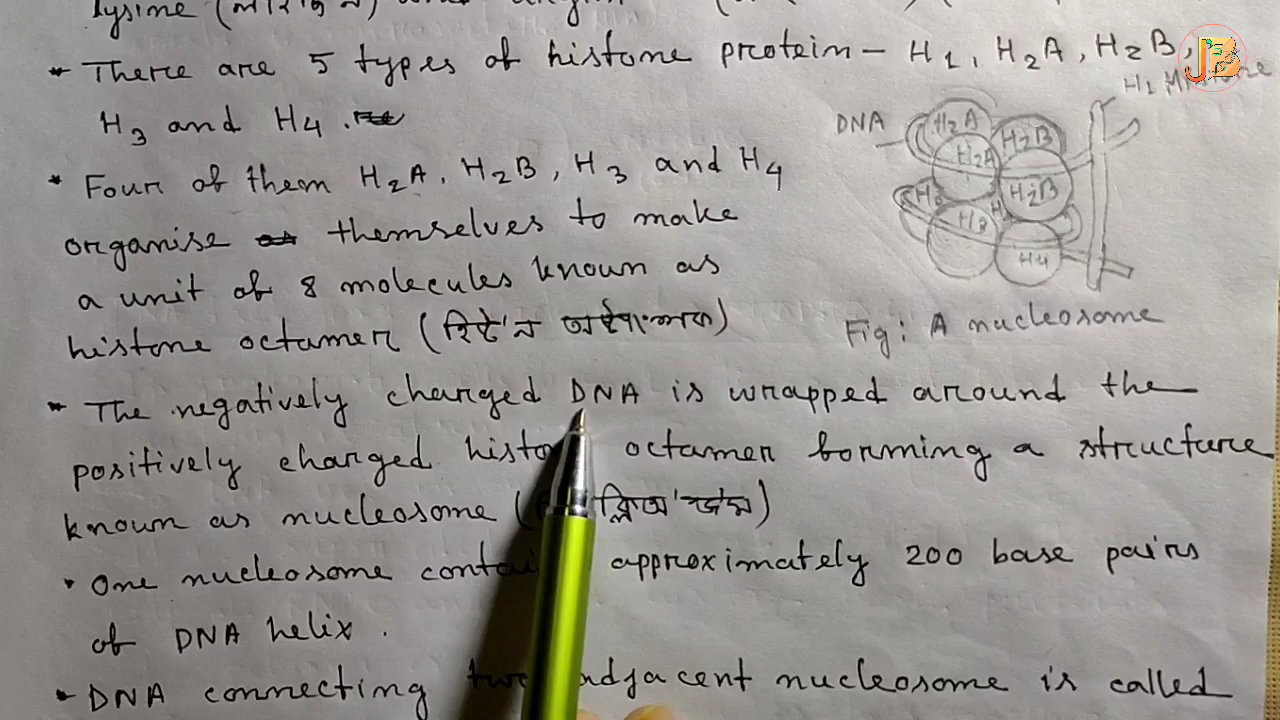 lysine
* There are 5 types of histone protein – H1, H2A, H2B,
H3 and H4.
* Four of them H2A, H2B, H3 and H4
organise themselves to make
a unit of 8 molecules known as
histone octamer (হিষ্ট'ন অক্টামাৰ)
* The negatively charged DNA is wrapped around the
positively charged histo octamer forming a structure
known as nucleosome (
• One nucleosome contai approximately 200 base pairs
of DNA helix.
* DNA connecting two adjacent nucleosome is called
DNA
H1 Histone
H2A
H2B
H2A
H2B
H3
H3
H4
Fig: A nucleosome
JB